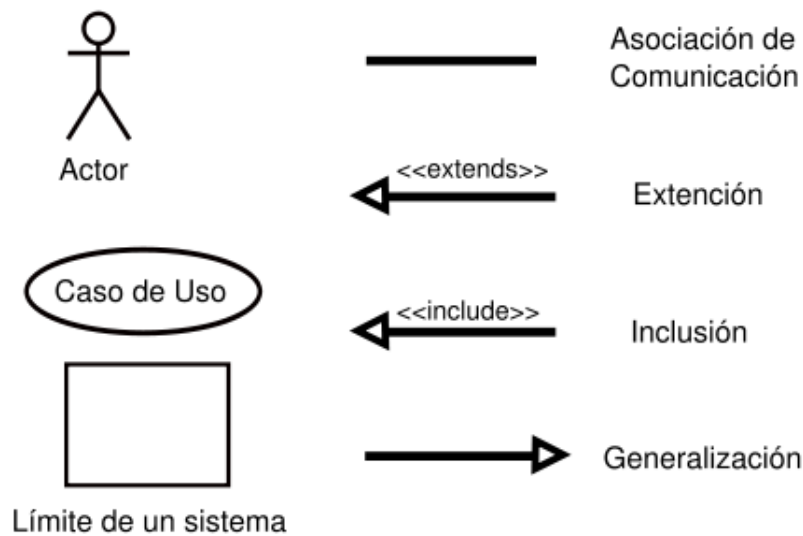 Actor
Asociación de
Comunicación
<<extends>>
Extención
Caso de Uso
<<include>>
Inclusión
Generalización
Límite de un sistema